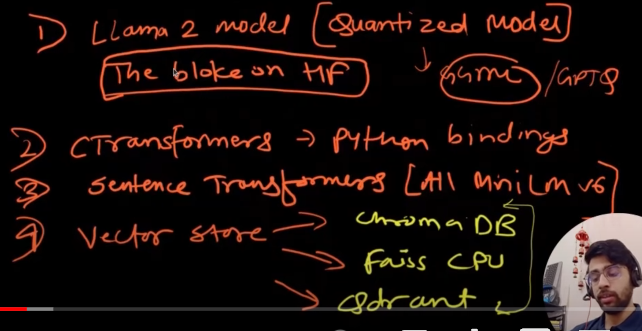 1) Llama 2 model [Quantized Model]
The bloke on HF
GGML / GPTQ
2) CTransformers → Python bindings
3) Sentence Transformers [All MiniLM v6]
4) Vector store → Chroma DB
→ Faiss CPU
→ Qdrant